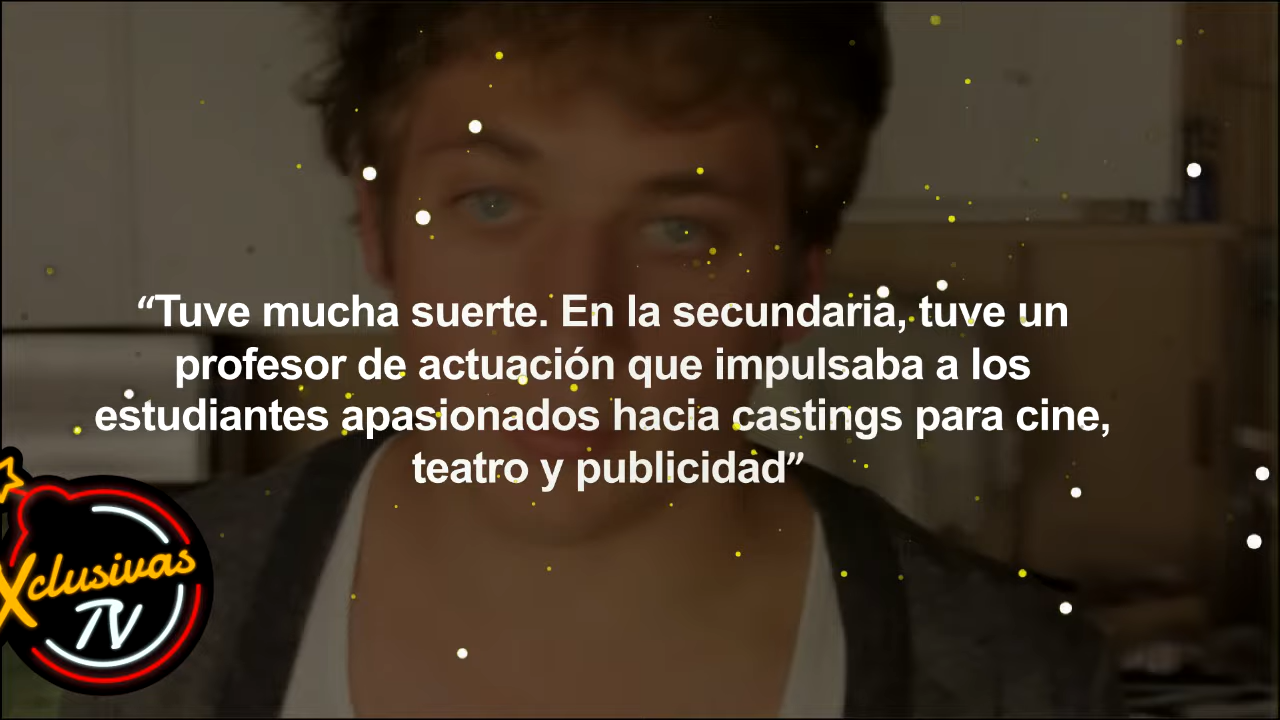 “Tuve mucha suerte. En la secundaria, tuve un
profesor de actuación que impulsaba a los
estudiantes apasionados hacia castings para cine,
teatro y publicidad”
Xclusivas
TV